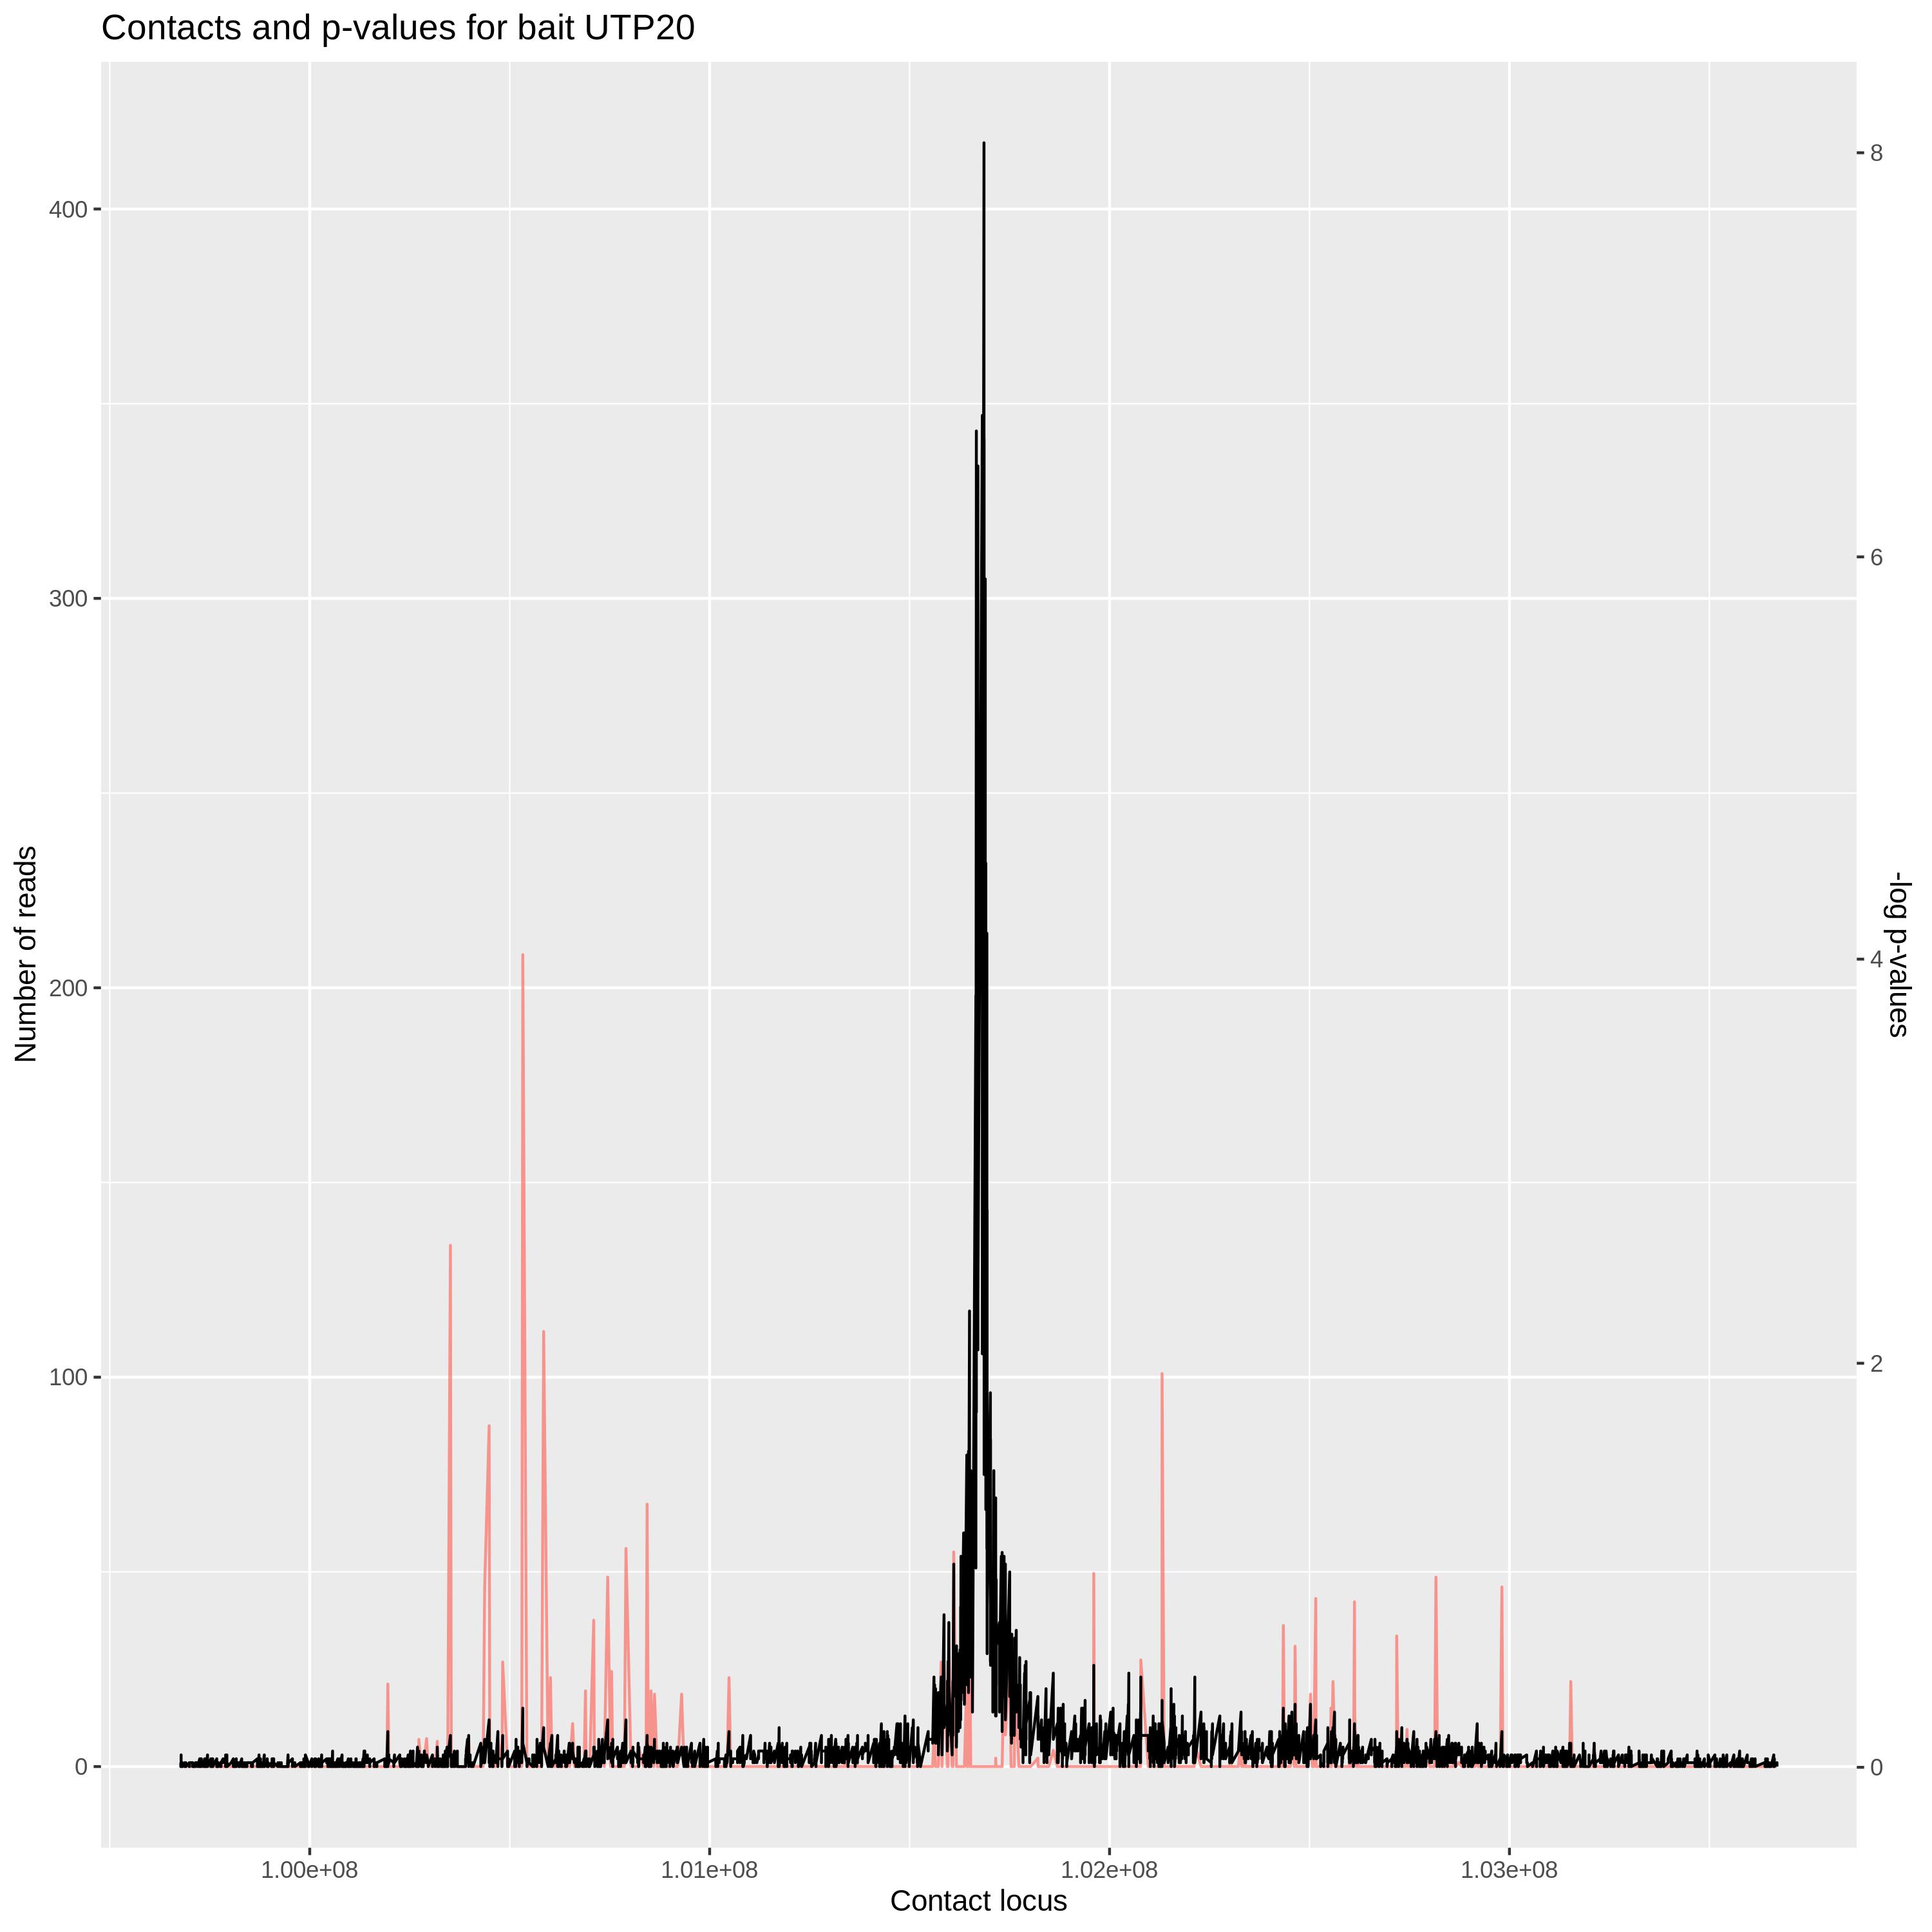 Contacts and p-values for bait UTP20
400
300
200
100
0
Number of reads
8
6
4
2
0
-log p-values
1.00e+08
1.01e+08
1.02e+08
1.03e+08
Contact locus